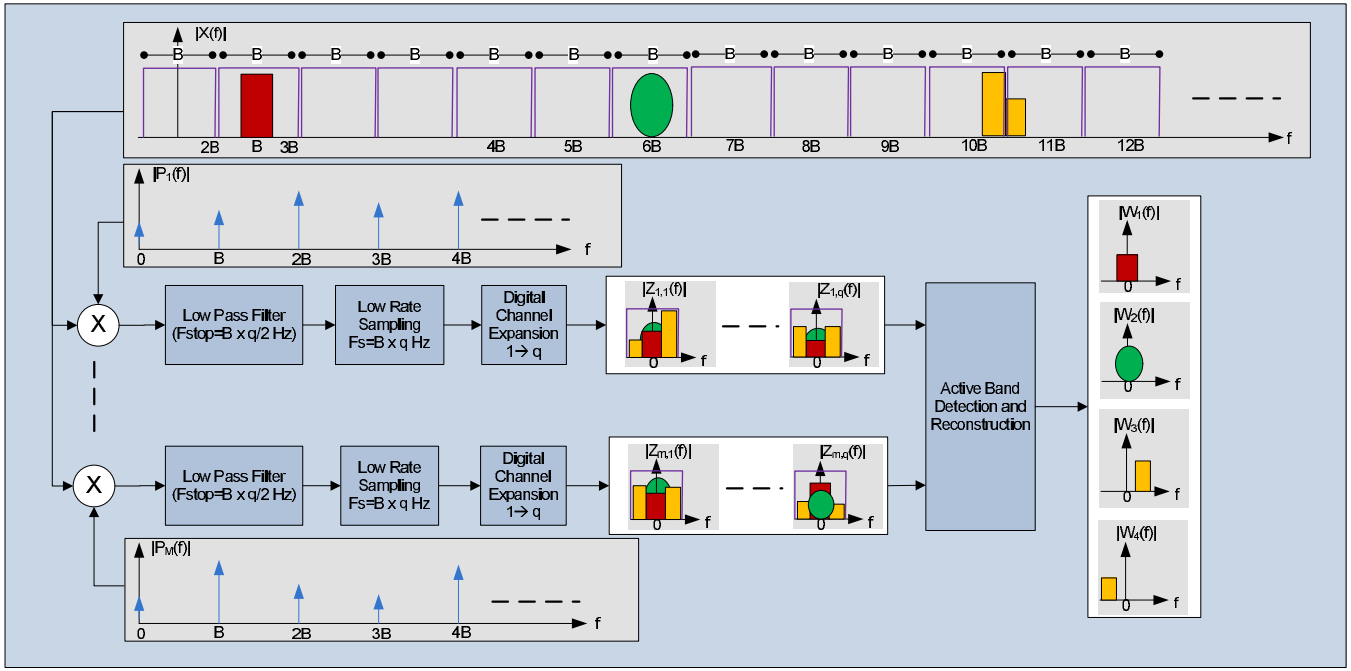 |X(f)|
B B B B B B B B B B B B B
2B B 3B 4B 5B 6B 7B 8B 9B 10B 11B 12B f
|P1(f)|
0 B 2B 3B 4B f
X
Low Pass Filter
(Fstop=B x q/2 Hz)
Low Rate
Sampling
Fs=B x q Hz
Digital
Channel
Expansion
1→ q
|Z1,1(f)|
0 f
|Z1,q(f)|
0 f
X
Low Pass Filter
(Fstop=B x q/2 Hz)
Low Rate
Sampling
Fs=B x q Hz
Digital
Channel
Expansion
1→ q
|Zm,1(f)|
0 f
|Zm,q(f)|
0 f
|PM(f)|
0 B 2B 3B 4B f
Active Band
Detection and
Reconstruction
|W1(f)|
0 f
|W2(f)|
0 f
|W3(f)|
0 f
|W4(f)|
0 f